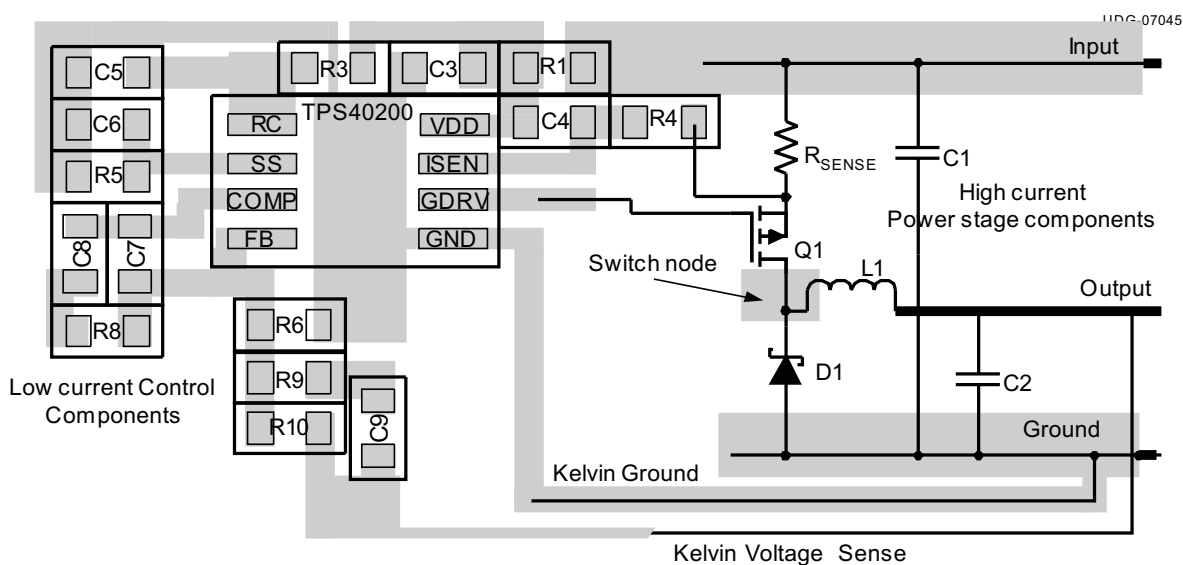 UDG-07045
Input
C5
R3
C3
R1
TPS40200
C6
RC
VDD
C4
R4
RSENSE
C1
R5
SS
ISEN
COMP
GDRV
High current
Power stage components
C8
C7
FB
GND
Q1
Switch node
L1
Output
R8
R6
Low current Control
Components
R9
D1
C2
R10
C9
Ground
Kelvin Ground
Kelvin Voltage Sense